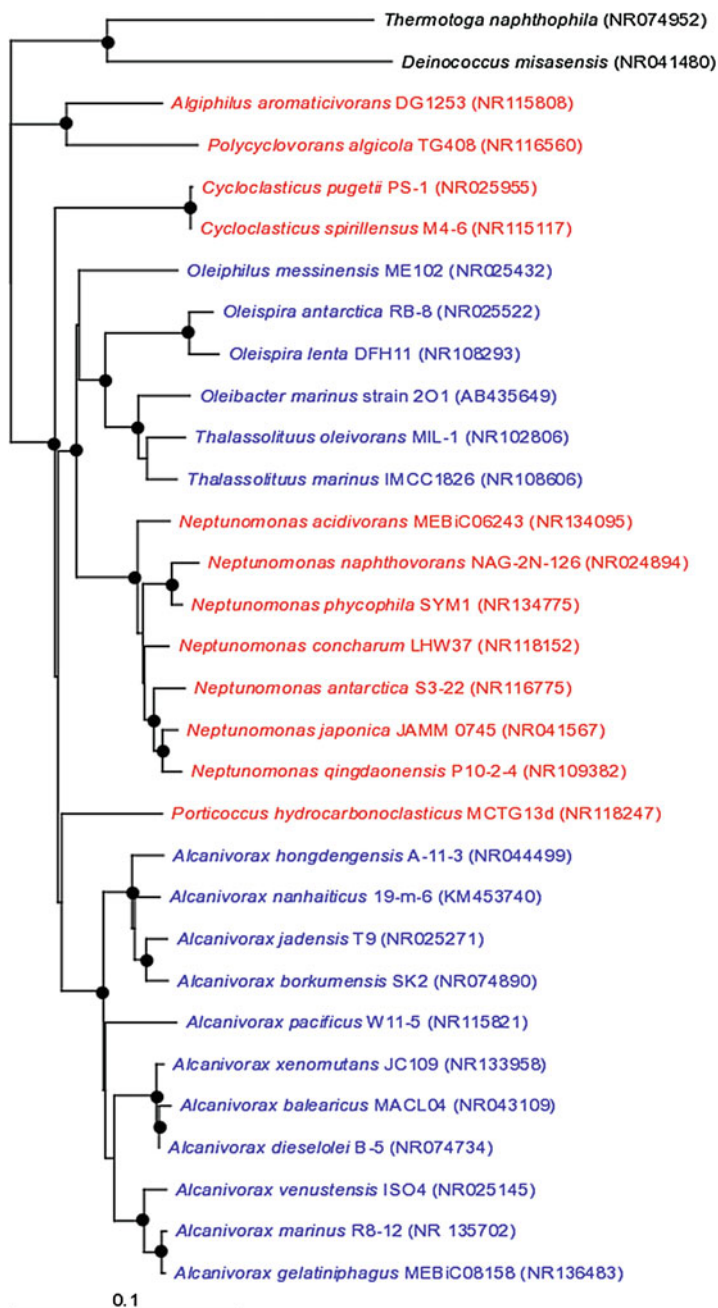 Thermotoga naphthophila (NR074952)
Deinococcus misasensis (NR041480)
Algiphilus aromaticivorans DG1253 (NR115808)
Polycyclovorans algicola TG408 (NR116560)
Cycloclasticus pugetii PS-1 (NR025955)
Cycloclasticus spirillensus M4-6 (NR115117)
Oleiphilus messinensis ME102 (NR025432)
Oleispira antarctica RB-8 (NR025522)
Oleispira lenta DFH11 (NR108293)
Oleibacter marinus strain 2O1 (AB435649)
Thalassolituus oleivorans MIL-1 (NR102806)
Thalassolituus marinus IMCC1826 (NR108606)
Neptunomonas acidivorans MEBiC06243 (NR134095)
Neptunomonas naphthovorans NAG-2N-126 (NR024894)
Neptunomonas phycophila SYM1 (NR134775)
Neptunomonas concharum LHW37 (NR118152)
Neptunomonas antarctica S3-22 (NR116775)
Neptunomonas japonica JAMM 0745 (NR041567)
Neptunomonas qingdaonensis P10-2-4 (NR109382)
Porticoccus hydrocarbonoclasticus MCTG13d (NR118247)
Alcanivorax hongdengensis A-11-3 (NR044499)
Alcanivorax nanhaiticus 19-m-6 (KM453740)
Alcanivorax jadensis T9 (NR025271)
Alcanivorax borkumensis SK2 (NR074890)
Alcanivorax pacificus W11-5 (NR115821)
Alcanivorax xenomutans JC109 (NR133958)
Alcanivorax balearicus MACL04 (NR043109)
Alcanivorax dieselolei B-5 (NR074734)
Alcanivorax venustensis ISO4 (NR025145)
Alcanivorax marinus R8-12 (NR 135702)
Alcanivorax gelatiniphagus MEBiC08158 (NR136483)
0.1